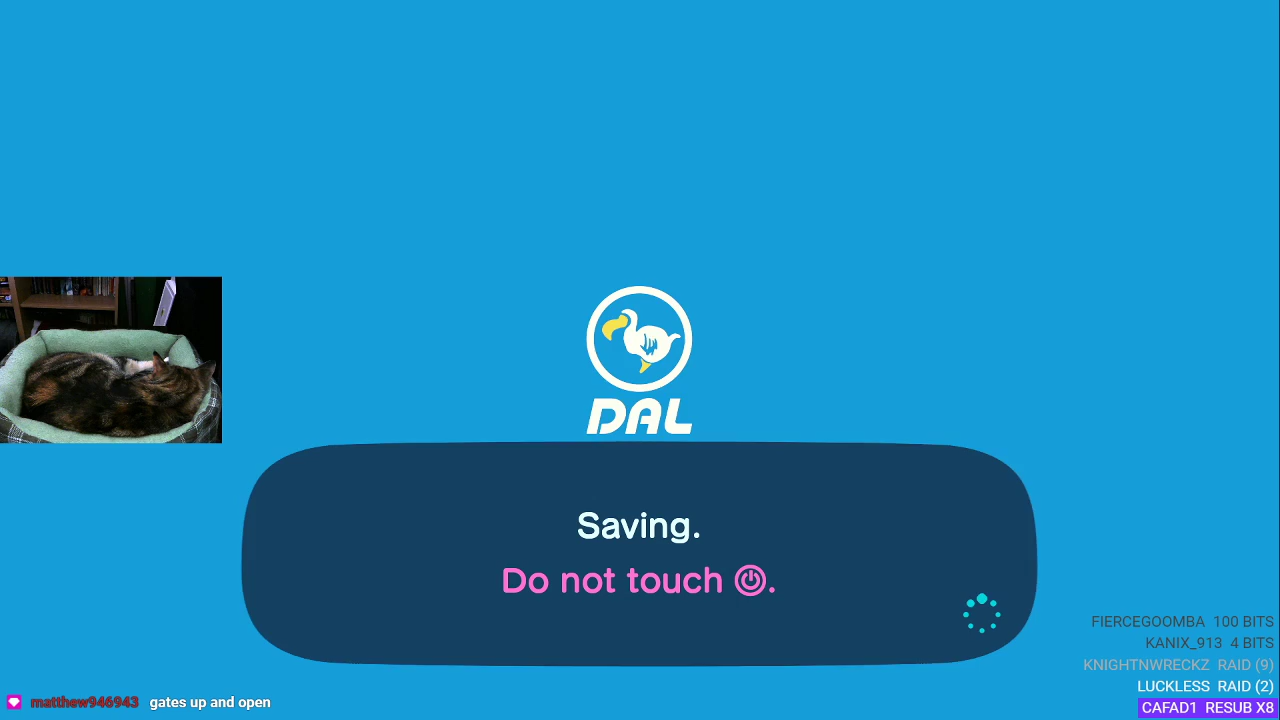 DAL
Saving.
Do not touch ⏻.
FIERCEGOOMBA 100 BITS
KANIX_913 4 BITS
KNIGHTNWRECKZ RAID (9)
LUCKLESS RAID (2)
CAFAD1 RESUB X8
matthew946943 gates up and open